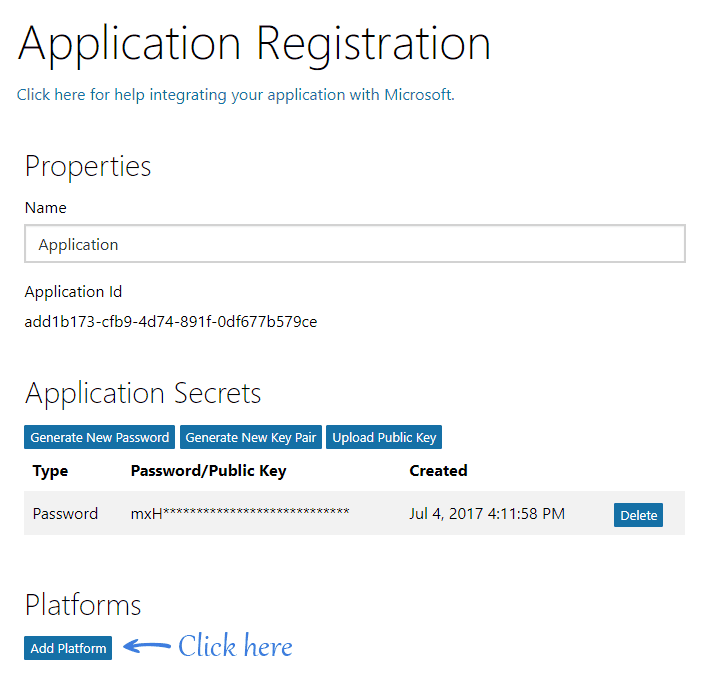 Application Registration
Click here for help integrating your application with Microsoft.
Properties
Name
Application
Application Id
add1b173-cfb9-4d74-891f-0df677b579ce
Application Secrets
Generate New Password Generate New Key Pair Upload Public Key
Type Password/Public Key Created
Password mxH**************************** Jul 4, 2017 4:11:58 PM Delete
Platforms
Add Platform Click here